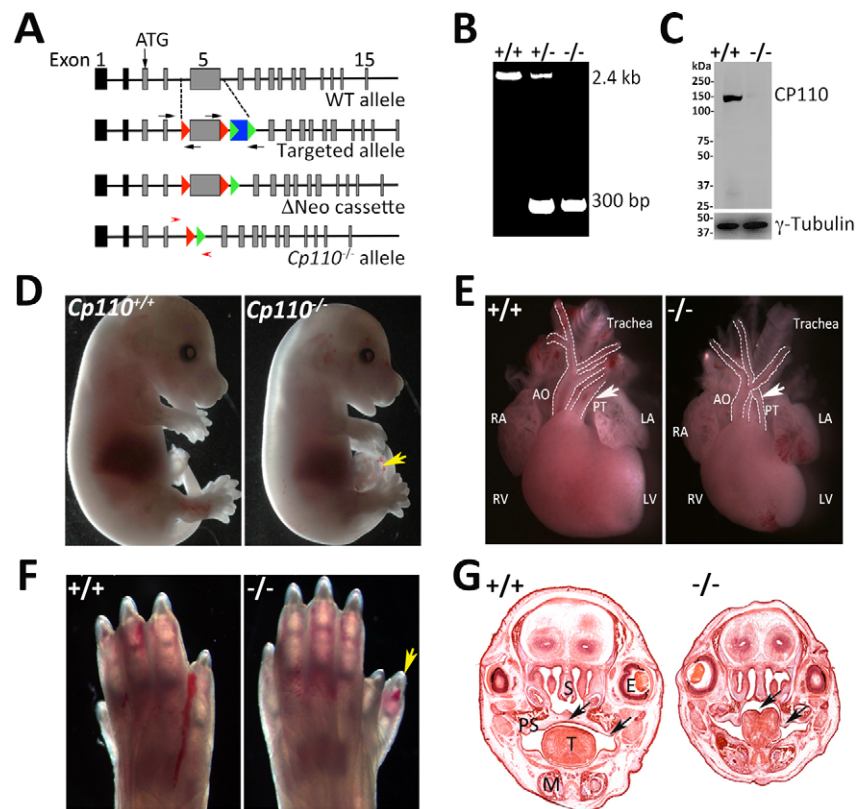 A
ATG
Exon 1 5 15
WT allele
Targeted allele
ΔNeo cassette
Cp110-/- allele
B
+/+ +/- -/-
2.4 kb
300 bp
C
+/+ -/-
kDa
250-
150-
100-
75-
50-
37-
25-
50-
37-
CP110
γ-Tubulin
D
Cp110+/+ Cp110-/-
E
+/+ -/-
Trachea Trachea
AO PT AO PT
RA LA RA LA
RV LV RV LV
F
+/+ -/-
G
+/+ -/-
S E
PS
T
M